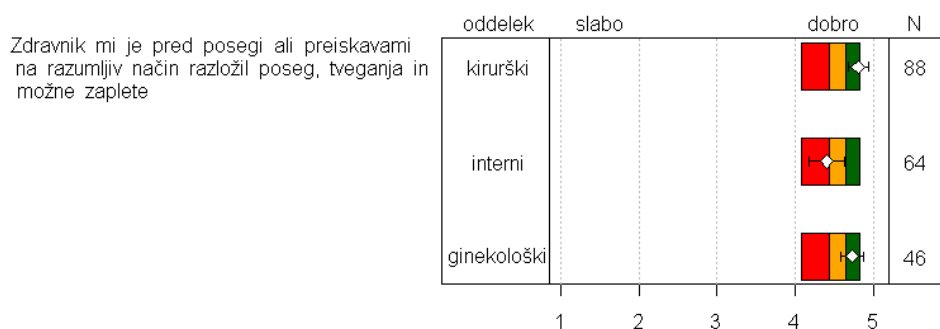 oddelek slabo dobro N
Zdravnik mi je pred posegi ali preiskavami
na razumljiv način razložil poseg, tveganja in
možne zaplete
kirurški 88
interni 64
ginekološki 46
1 2 3 4 5